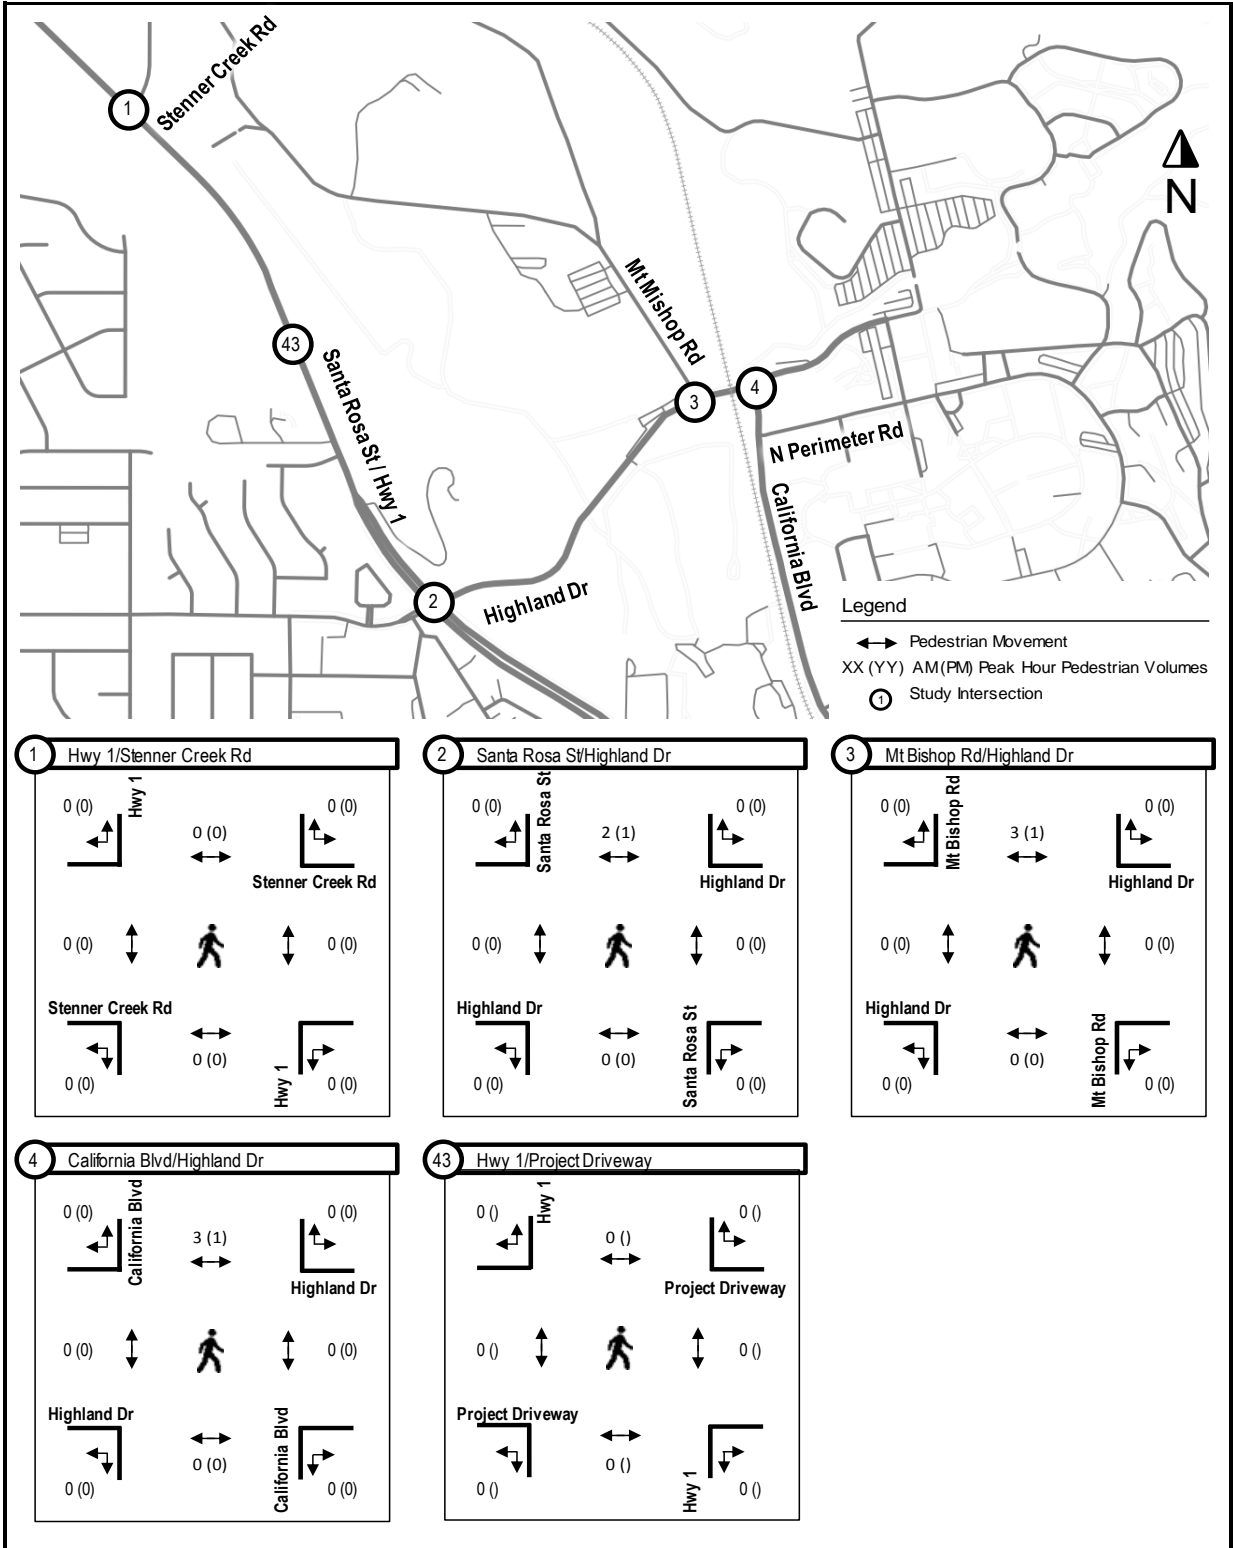 Stenner Creek Rd
1
N
43
Mt Mishop Rd
Santa Rosa St / Hwy 1
3
4
N Perimeter Rd
California Blvd
2
Highland Dr
Legend
Pedestrian Movement
XX (YY) AM(PM) Peak Hour Pedestrian Volumes
1 Study Intersection
1 Hwy 1/Stenner Creek Rd
0 (0)
Hwy 1
0 (0)
0 (0)
Stenner Creek Rd
0 (0)
0 (0)
Stenner Creek Rd
0 (0)
0 (0)
Hwy 1
0 (0)
2 Santa Rosa St/Highland Dr
0 (0)
Santa Rosa St
2 (1)
0 (0)
Highland Dr
0 (0)
0 (0)
Highland Dr
0 (0)
0 (0)
Santa Rosa St
0 (0)
3 Mt Bishop Rd/Highland Dr
0 (0)
Mt Bishop Rd
3 (1)
0 (0)
Highland Dr
0 (0)
0 (0)
Highland Dr
0 (0)
0 (0)
Mt Bishop Rd
0 (0)
4 California Blvd/Highland Dr
0 (0)
California Blvd
3 (1)
0 (0)
Highland Dr
0 (0)
0 (0)
Highland Dr
0 (0)
0 (0)
California Blvd
0 (0)
43 Hwy 1/Project Driveway
0 ()
Hwy 1
0 ()
0 ()
Project Driveway
0 ()
0 ()
Project Driveway
0 ()
0 ()
Hwy 1
0 ()